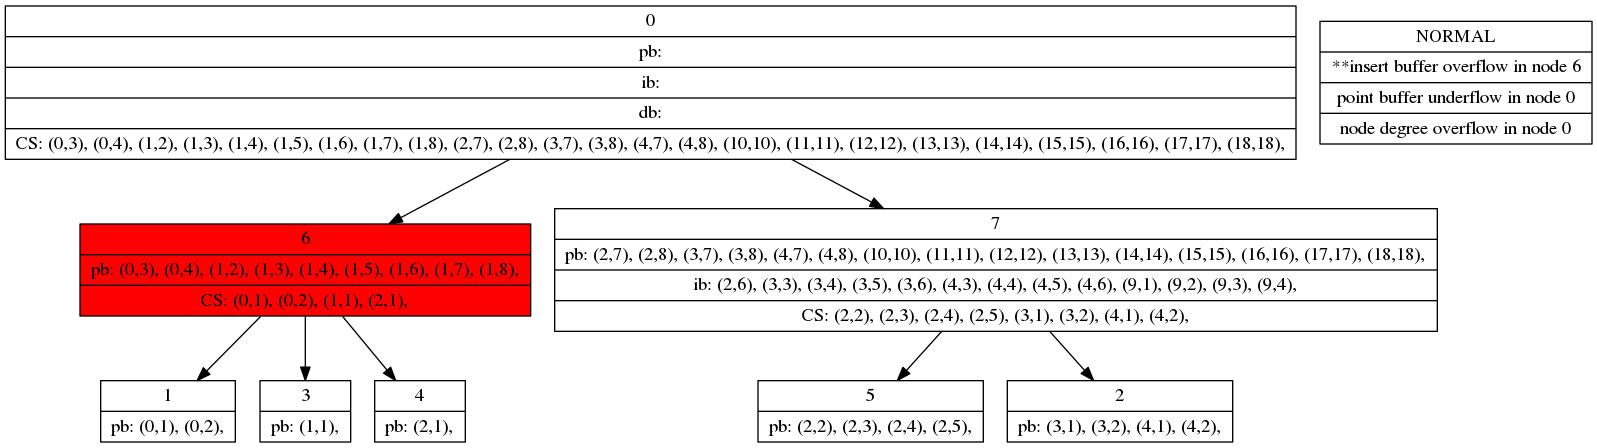 0
pb:
ib:
db:
CS: (0,3), (0,4), (1,2), (1,3), (1,4), (1,5), (1,6), (1,7), (1,8), (2,7), (2,8), (3,7), (3,8), (4,7), (4,8), (10,10), (11,11), (12,12), (13,13), (14,14), (15,15), (16,16), (17,17), (18,18),
NORMAL
**insert buffer overflow in node 6
point buffer underflow in node 0
node degree overflow in node 0
6
pb: (0,3), (0,4), (1,2), (1,3), (1,4), (1,5), (1,6), (1,7), (1,8),
CS: (0,1), (0,2), (1,1), (2,1),
7
pb: (2,7), (2,8), (3,7), (3,8), (4,7), (4,8), (10,10), (11,11), (12,12), (13,13), (14,14), (15,15), (16,16), (17,17), (18,18),
ib: (2,6), (3,3), (3,4), (3,5), (3,6), (4,3), (4,4), (4,5), (4,6), (9,1), (9,2), (9,3), (9,4),
CS: (2,2), (2,3), (2,4), (2,5), (3,1), (3,2), (4,1), (4,2),
1
pb: (0,1), (0,2),
3
pb: (1,1),
4
pb: (2,1),
5
pb: (2,2), (2,3), (2,4), (2,5),
2
pb: (3,1), (3,2), (4,1), (4,2),